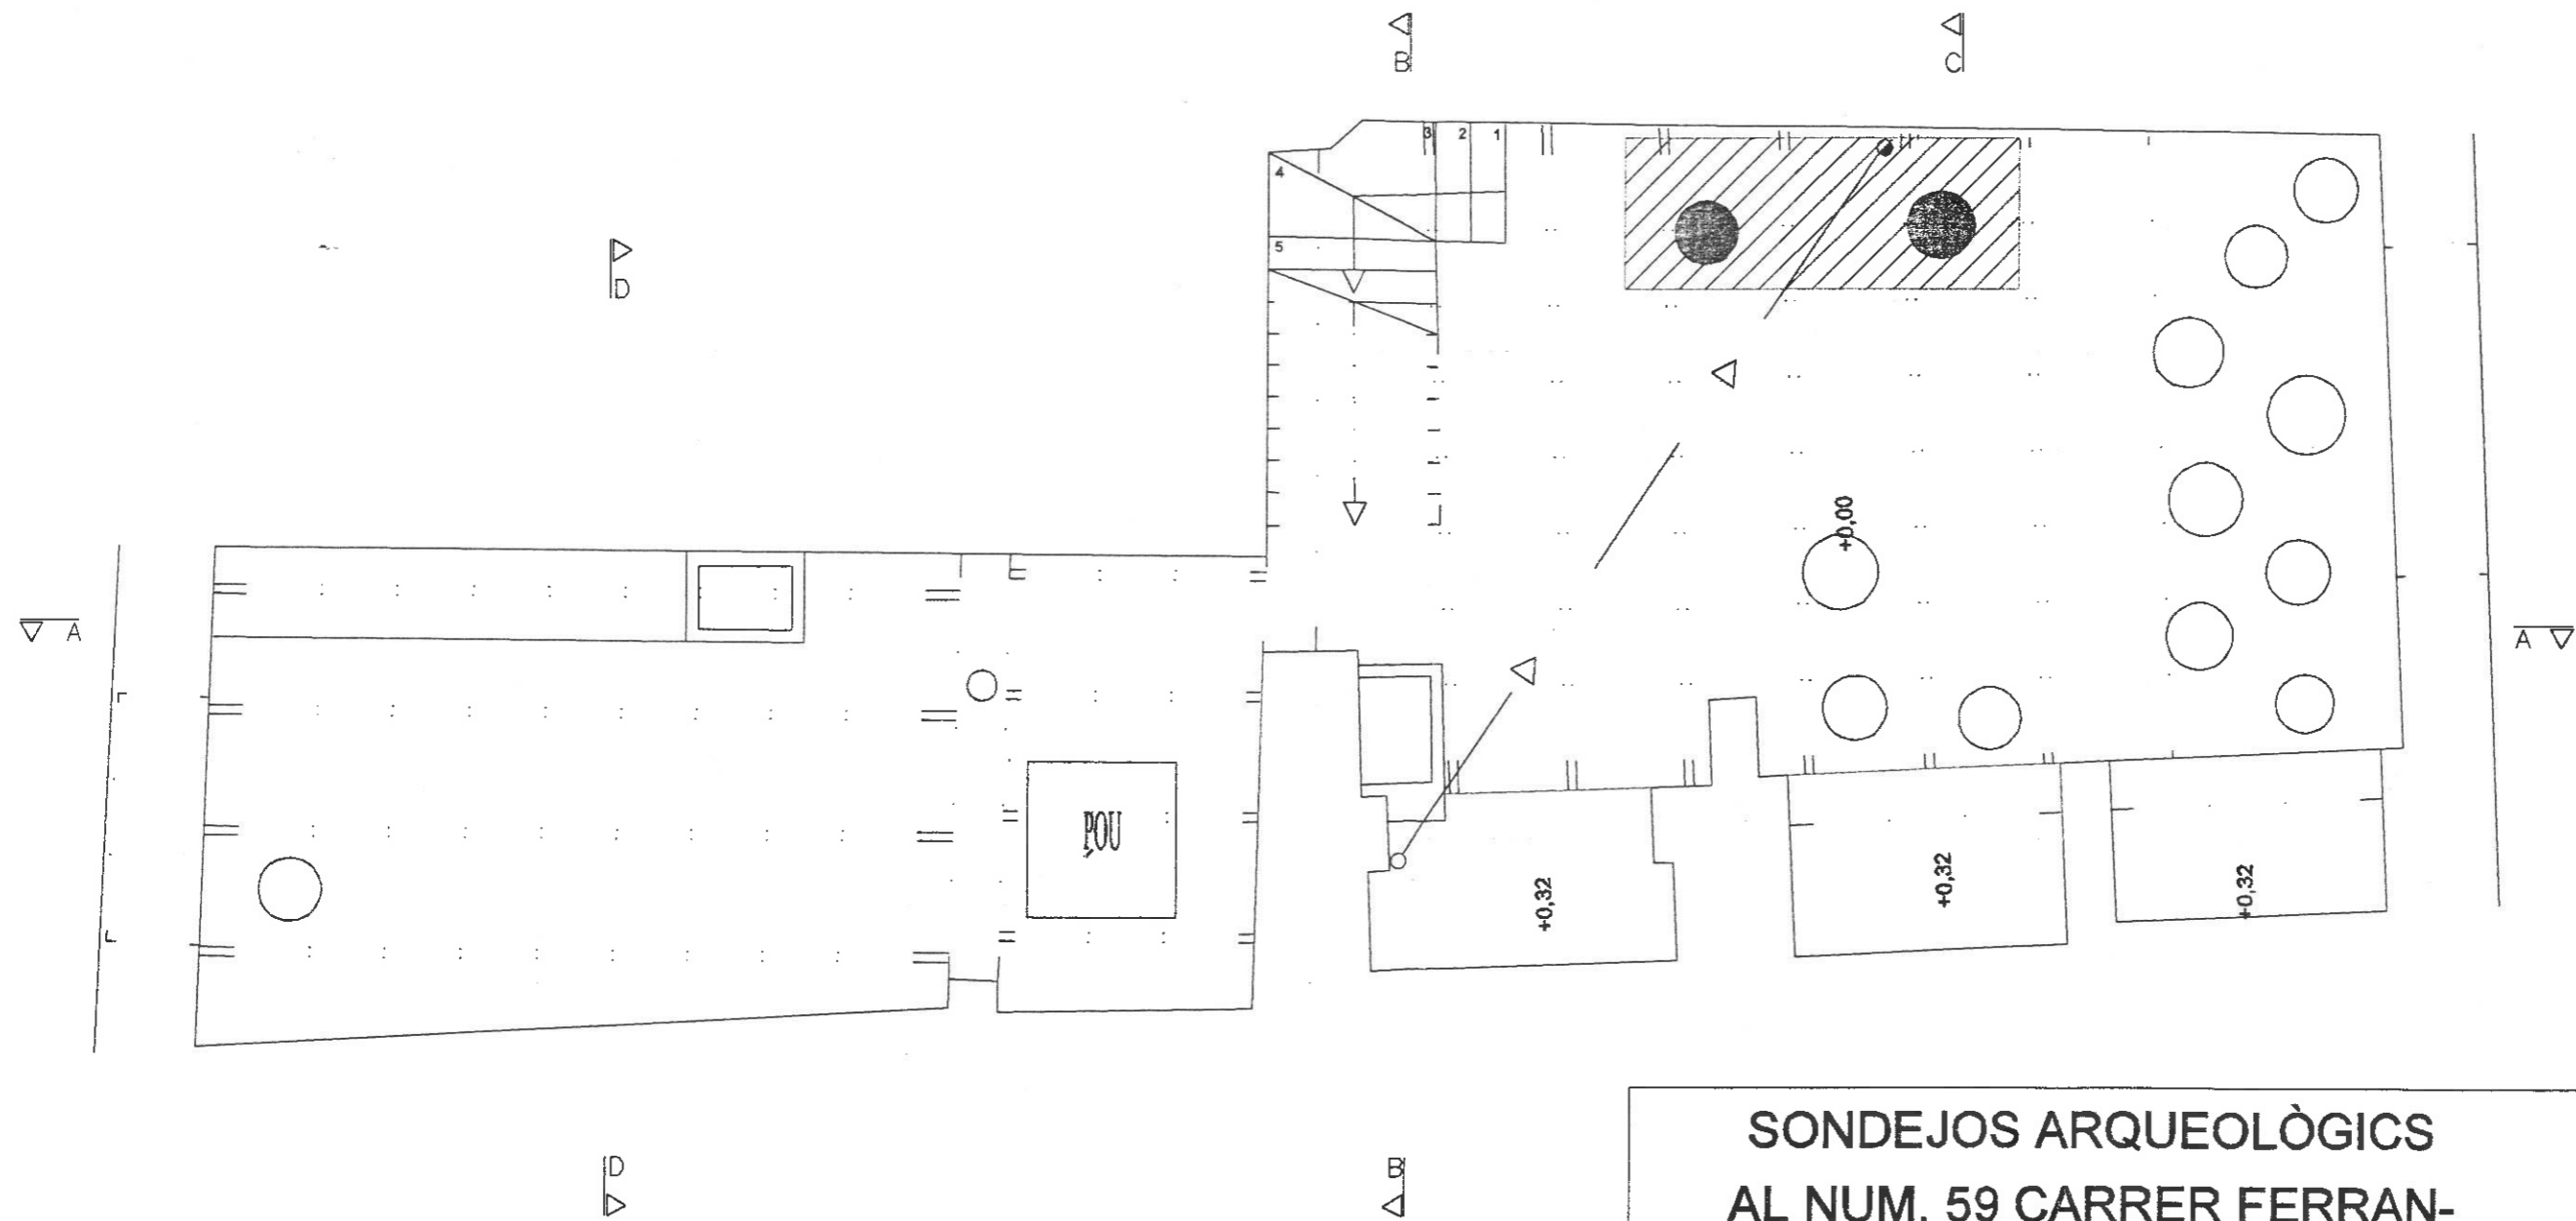 B
C
3 2 1
4
5
D
+0,00
A
A
POU
+0,32
+0,32
+0,32
D
B
SONDEJOS ARQUEOLÒGICS
AL NUM. 59 CARRER FERRAN-